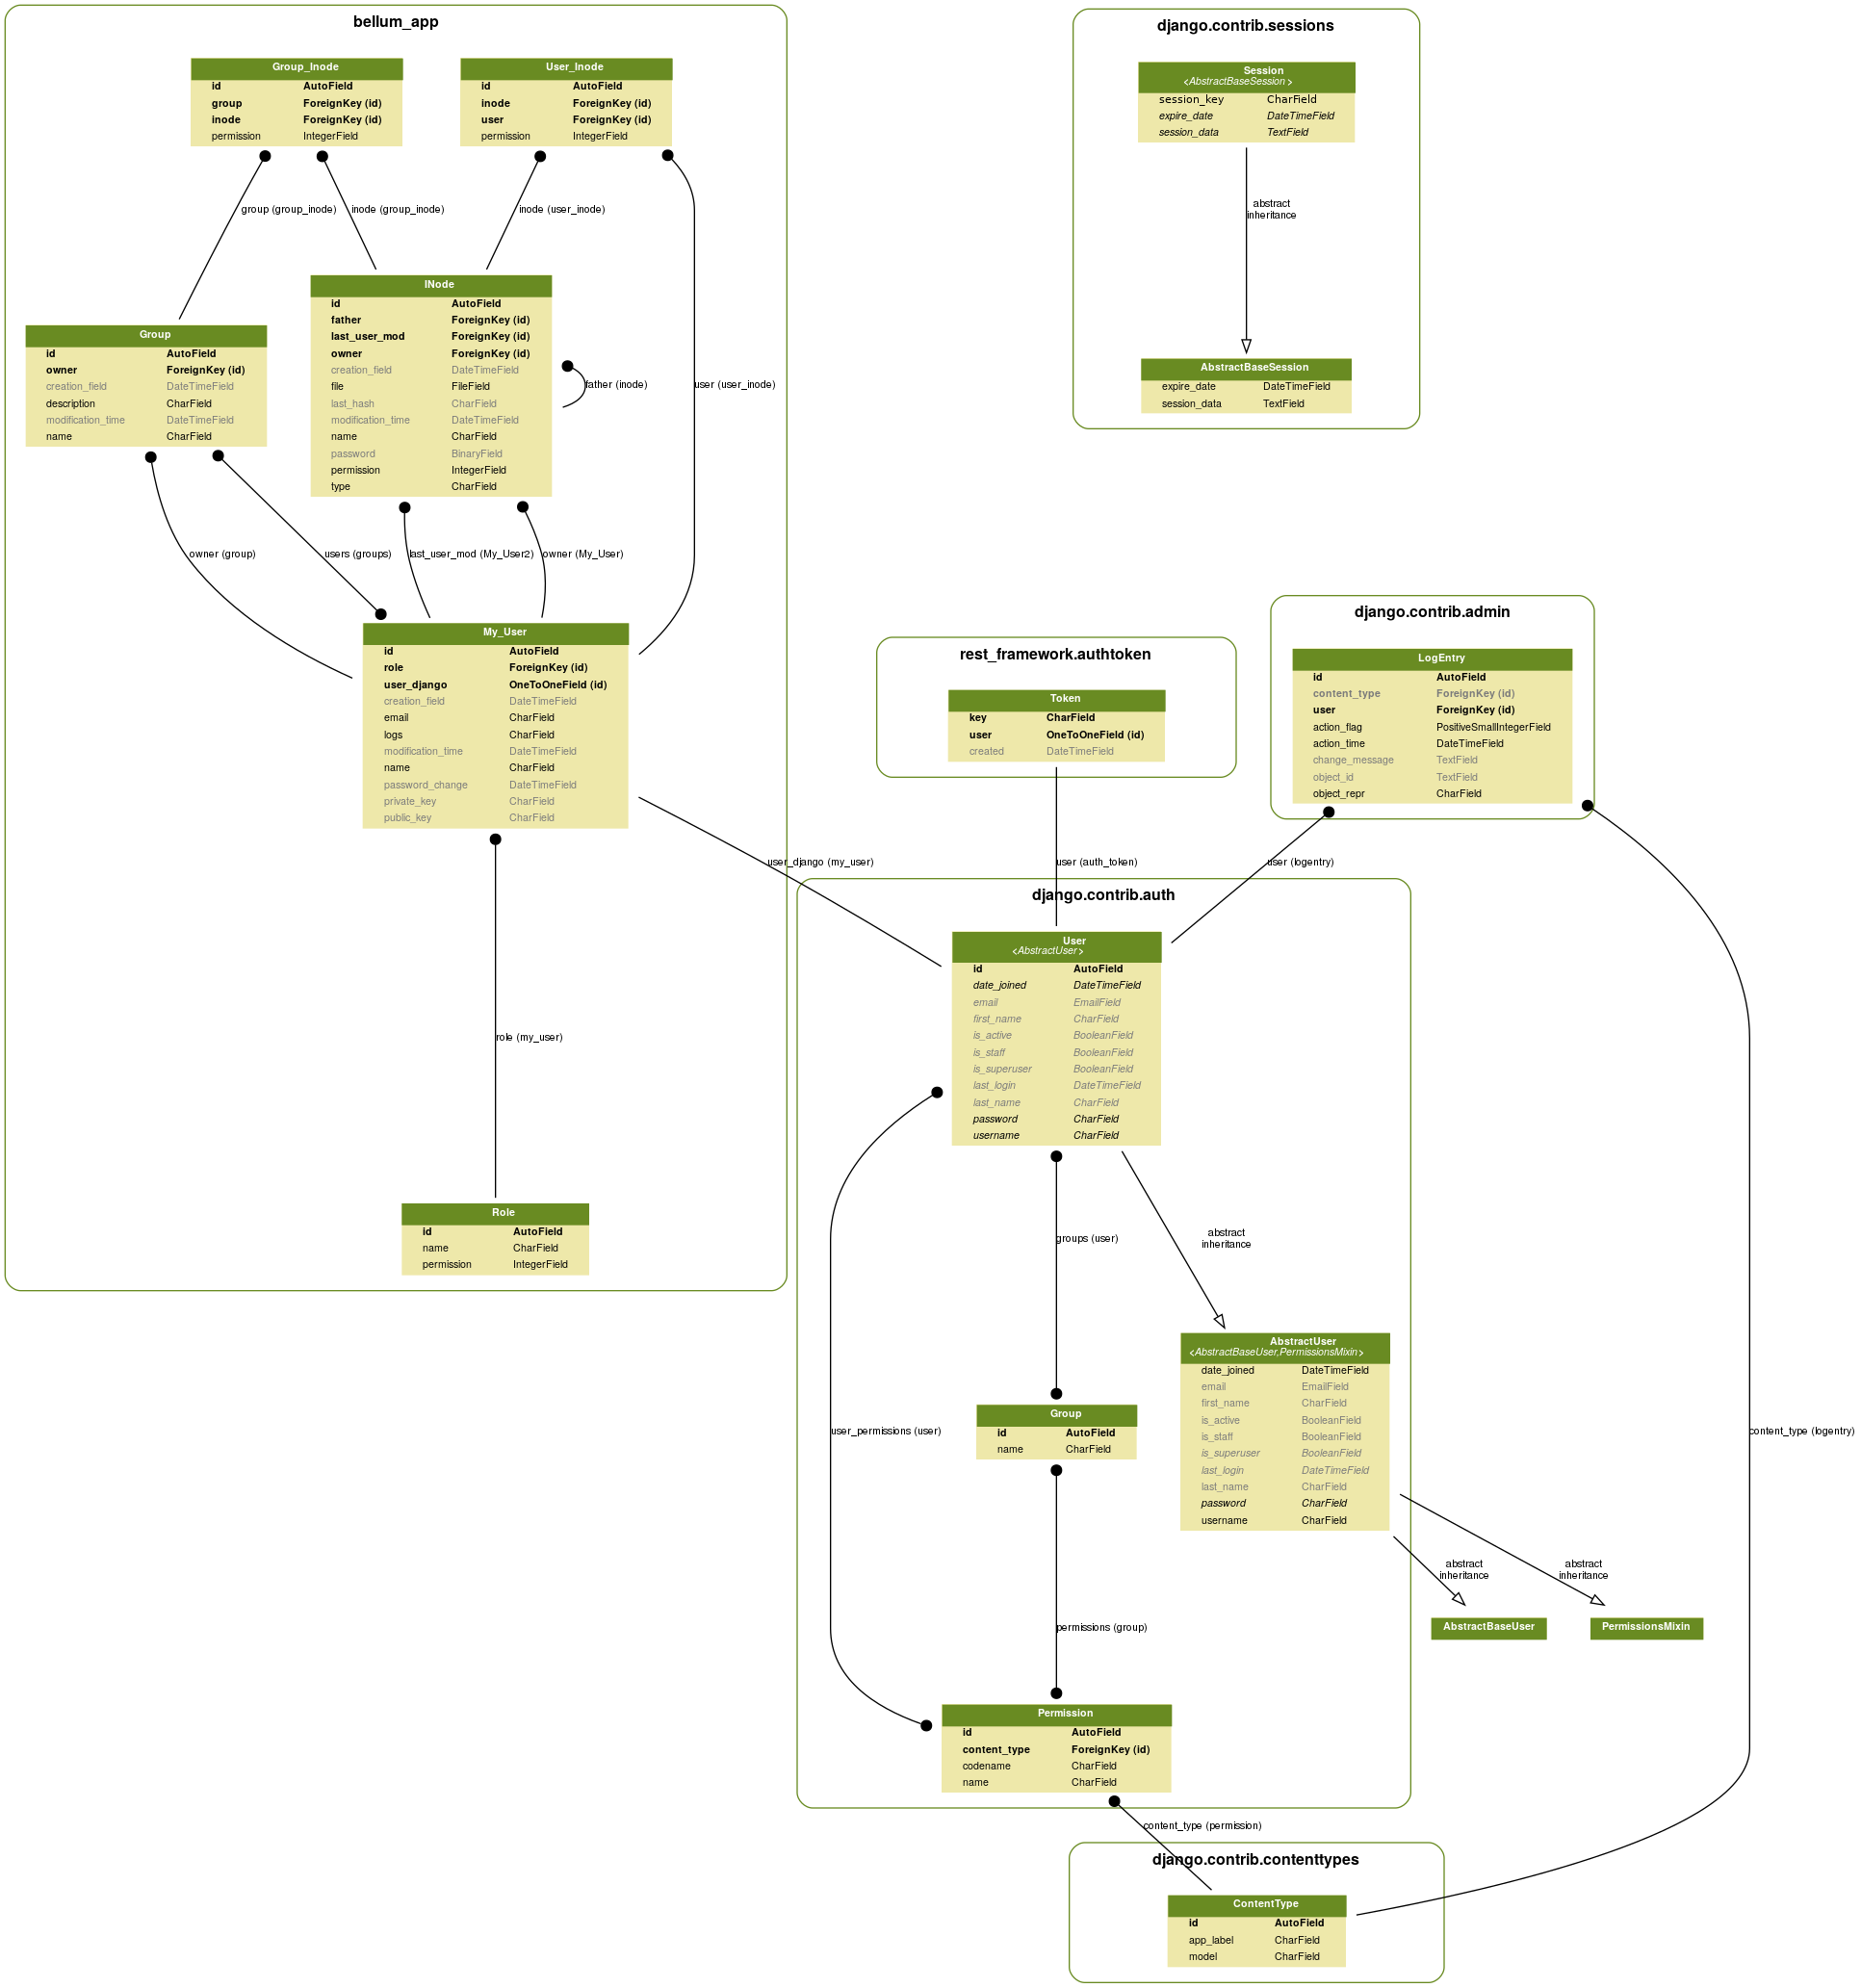 bellum_app
Group_Inode
id AutoField
group ForeignKey (id)
inode ForeignKey (id)
permission IntegerField
User_Inode
id AutoField
inode ForeignKey (id)
user ForeignKey (id)
permission IntegerField
group (group_inode)
inode (group_inode)
inode (user_inode)
INode
id AutoField
father ForeignKey (id)
last_user_mod ForeignKey (id)
owner ForeignKey (id)
creation_field DateTimeField
file FileField
last_hash CharField
modification_time DateTimeField
name CharField
password BinaryField
permission IntegerField
type CharField
father (inode)
user (user_inode)
Group
id AutoField
owner ForeignKey (id)
creation_field DateTimeField
description CharField
modification_time DateTimeField
name CharField
owner (group)
users (groups)
last_user_mod (My_User2)
owner (My_User)
My_User
id AutoField
role ForeignKey (id)
user_django OneToOneField (id)
creation_field DateTimeField
email CharField
logs CharField
modification_time DateTimeField
name CharField
password_change DateTimeField
private_key CharField
public_key CharField
user_django (my_user)
role (my_user)
Role
id AutoField
name CharField
permission IntegerField
django.contrib.sessions
Session
<AbstractBaseSession>
session_key CharField
expire_date DateTimeField
session_data TextField
abstract
inheritance
AbstractBaseSession
expire_date DateTimeField
session_data TextField
rest_framework.authtoken
Token
key CharField
user OneToOneField (id)
created DateTimeField
user (auth_token)
django.contrib.admin
LogEntry
id AutoField
content_type ForeignKey (id)
user ForeignKey (id)
action_flag PositiveSmallIntegerField
action_time DateTimeField
change_message TextField
object_id TextField
object_repr CharField
user (logentry)
content_type (logentry)
django.contrib.auth
User
<AbstractUser>
id AutoField
date_joined DateTimeField
email EmailField
first_name CharField
is_active BooleanField
is_staff BooleanField
is_superuser BooleanField
last_login DateTimeField
last_name CharField
password CharField
username CharField
groups (user)
abstract
inheritance
user_permissions (user)
Group
id AutoField
name CharField
AbstractUser
<AbstractBaseUser,PermissionsMixin>
date_joined DateTimeField
email EmailField
first_name CharField
is_active BooleanField
is_staff BooleanField
is_superuser BooleanField
last_login DateTimeField
last_name CharField
password CharField
username CharField
abstract
inheritance
abstract
inheritance
AbstractBaseUser
PermissionsMixin
permissions (group)
Permission
id AutoField
content_type ForeignKey (id)
codename CharField
name CharField
content_type (permission)
django.contrib.contenttypes
ContentType
id AutoField
app_label CharField
model CharField